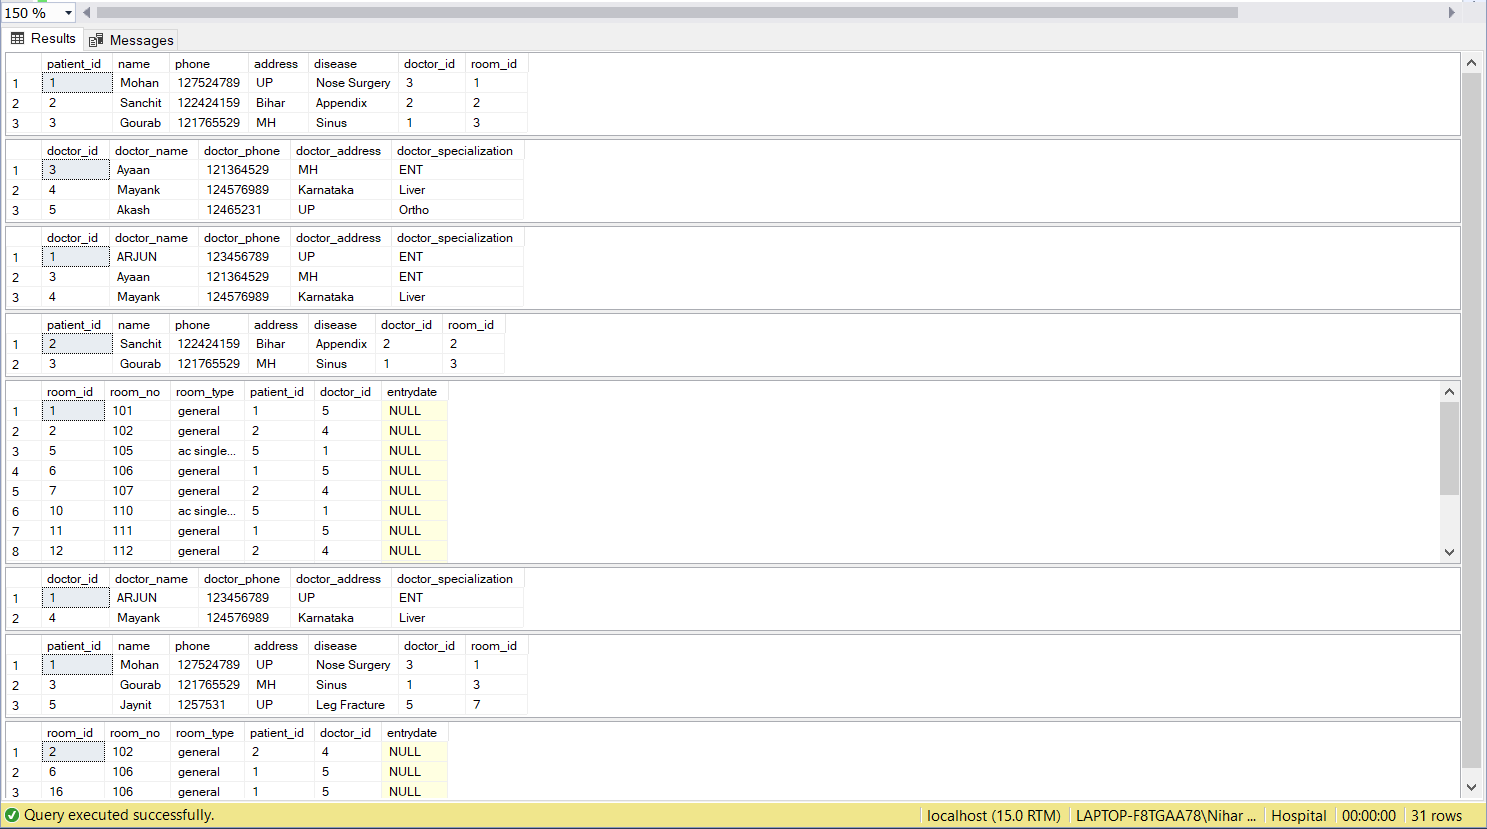 150 %
Results Messages
patient_id name phone address disease doctor_id room_id
1 1 Mohan 127524789 UP Nose Surgery 3 1
2 2 Sanchit 122424159 Bihar Appendix 2 2
3 3 Gourab 121765529 MH Sinus 1 3
doctor_id doctor_name doctor_phone doctor_address doctor_specialization
1 3 Ayaan 121364529 MH ENT
2 4 Mayank 124576989 Karnataka Liver
3 5 Akash 12465231 UP Ortho
doctor_id doctor_name doctor_phone doctor_address doctor_specialization
1 1 ARJUN 123456789 UP ENT
2 3 Ayaan 121364529 MH ENT
3 4 Mayank 124576989 Karnataka Liver
patient_id name phone address disease doctor_id room_id
1 2 Sanchit 122424159 Bihar Appendix 2 2
2 3 Gourab 121765529 MH Sinus 1 3
room_id room_no room_type patient_id doctor_id entrydate
1 1 101 general 1 5 NULL
2 2 102 general 2 4 NULL
3 5 105 ac single... 5 1 NULL
4 6 106 general 1 5 NULL
5 7 107 general 2 4 NULL
6 10 110 ac single... 5 1 NULL
7 11 111 general 1 5 NULL
8 12 112 general 2 4 NULL
doctor_id doctor_name doctor_phone doctor_address doctor_specialization
1 1 ARJUN 123456789 UP ENT
2 4 Mayank 124576989 Karnataka Liver
patient_id name phone address disease doctor_id room_id
1 1 Mohan 127524789 UP Nose Surgery 3 1
2 3 Gourab 121765529 MH Sinus 1 3
3 5 Jaynit 1257531 UP Leg Fracture 5 7
room_id room_no room_type patient_id doctor_id entrydate
1 2 102 general 2 4 NULL
2 6 106 general 1 5 NULL
3 16 106 general 1 5 NULL
Query executed successfully. localhost (15.0 RTM) LAPTOP-F8TGAA78\Nihar ... Hospital 00:00:00 31 rows